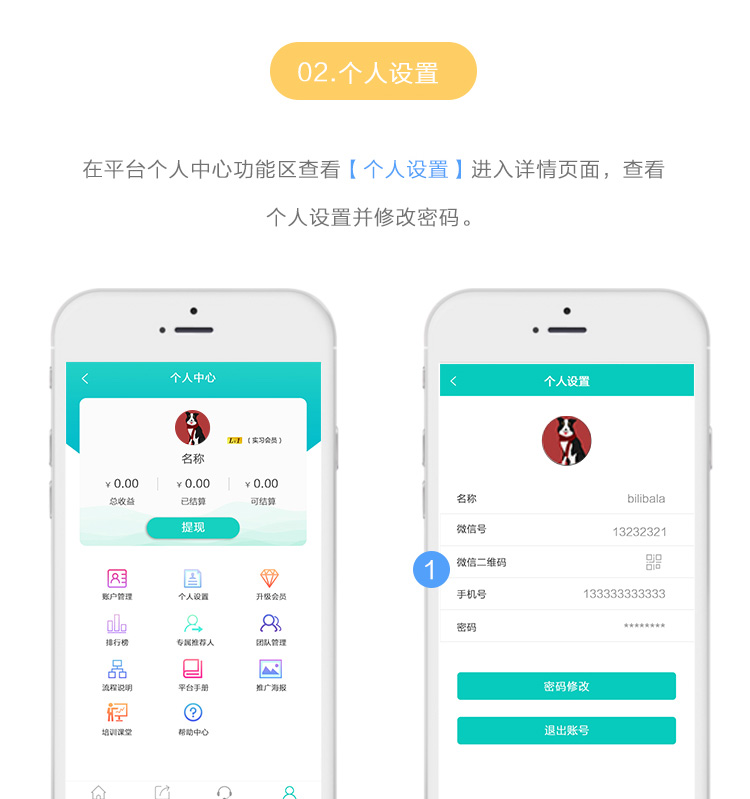 02.个人设置
在平台个人中心功能区查看【个人设置】进入详情页面，查看
个人设置并修改密码。
个人中心
Lv1 （实习会员）
名称
¥ 0.00 ¥ 0.00 ¥ 0.00
总收益 已结算 可结算
提现
账户管理 个人设置 升级会员
排行榜 专属推荐人 团队管理
流程说明 平台手册 推广海报
培训课堂 帮助中心
个人设置
名称 bilibala
微信号 13232321
1 微信二维码
手机号 133333333333
密码 ********
密码修改
退出账号